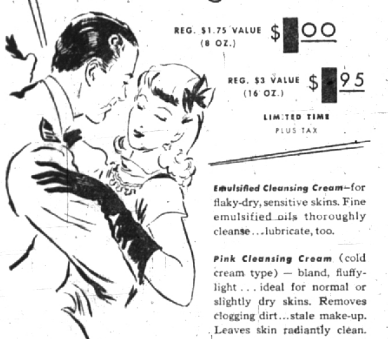 REG. $1.75 VALUE
(8 OZ.)
$1.00
REG. $3 VALUE
(16 OZ.)
$1.95
LIMITED TIME
PLUS TAX
Emulsified Cleansing Cream—for
flaky-dry, sensitive skins. Fine
emulsified oils thoroughly
cleanse...lubricate, too.
Pink Cleansing Cream (cold
cream type) — bland, fluffy-
light . . . ideal for normal or
slightly dry skins. Removes
clogging dirt...stale make-up.
Leaves skin radiantly clean.